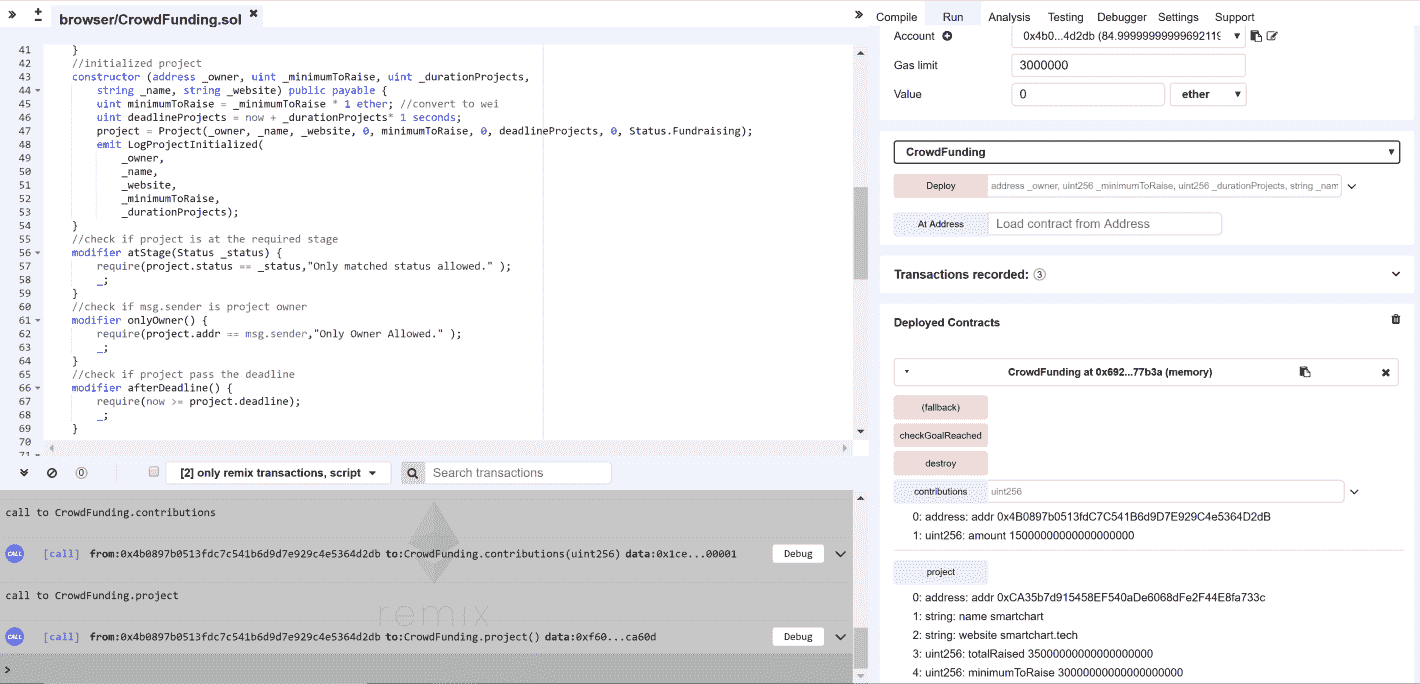 browser/CrowdFunding.sol
41 }
42 //initialized project
43 constructor (address _owner, uint _minimumToRaise, uint _durationProjects,
44 string _name, string _website) public payable {
45 uint minimumToRaise = _minimumToRaise * 1 ether; //convert to wei
46 uint deadlineProjects = now + _durationProjects* 1 seconds;
47 project = Project(_owner, _name, _website, 0, minimumToRaise, 0, deadlineProjects, 0, Status.Fundraising);
48 emit LogProjectInitialized(
49 _owner,
50 _name,
51 _website,
52 _minimumToRaise,
53 _durationProjects);
54 }
55 //check if project is at the required stage
56 modifier atStage(Status _status) {
57 require(project.status == _status,"Only matched status allowed." );
58 _;
59 }
60 //check if msg.sender is project owner
61 modifier onlyOwner() {
62 require(project.addr == msg.sender,"Only Owner Allowed." );
63 _;
64 }
65 //check if project pass the deadline
66 modifier afterDeadline() {
67 require(now >= project.deadline);
68 _;
69 }
70
71
0 [2] only remix transactions, script Search transactions
call to CrowdFunding.contributions
CALL [call] from:0x4b0897b0513fdc7c541b6d9d7e929c4e5364d2db to:CrowdFunding.contributions(uint256) data:0x1ce...00001 Debug
call to CrowdFunding.project
remix
CALL [call] from:0x4b0897b0513fdc7c541b6d9d7e929c4e5364d2db to:CrowdFunding.project() data:0xf60...ca60d Debug
>
Compile Run Analysis Testing Debugger Settings Support
Account 0x4b0...4d2db (84.9999999999969211
Gas limit 3000000
Value 0 ether
CrowdFunding
Deploy address _owner, uint256 _minimumToRaise, uint256 _durationProjects, string _nam
At Address Load contract from Address
Transactions recorded: 3
Deployed Contracts
CrowdFunding at 0x692...77b3a (memory)
(fallback)
checkGoalReached
destroy
contributions uint256
0: address: addr 0x4B0897b0513fdC7C541B6d9D7E929C4e5364D2dB
1: uint256: amount 15000000000000000000
project
0: address: addr 0xCA35b7d915458EF540aDe6068dFe2F44E8fa733c
1: string: name smartchart
2: string: website smartchart.tech
3: uint256: totalRaised 35000000000000000000
4: uint256: minimumToRaise 30000000000000000000